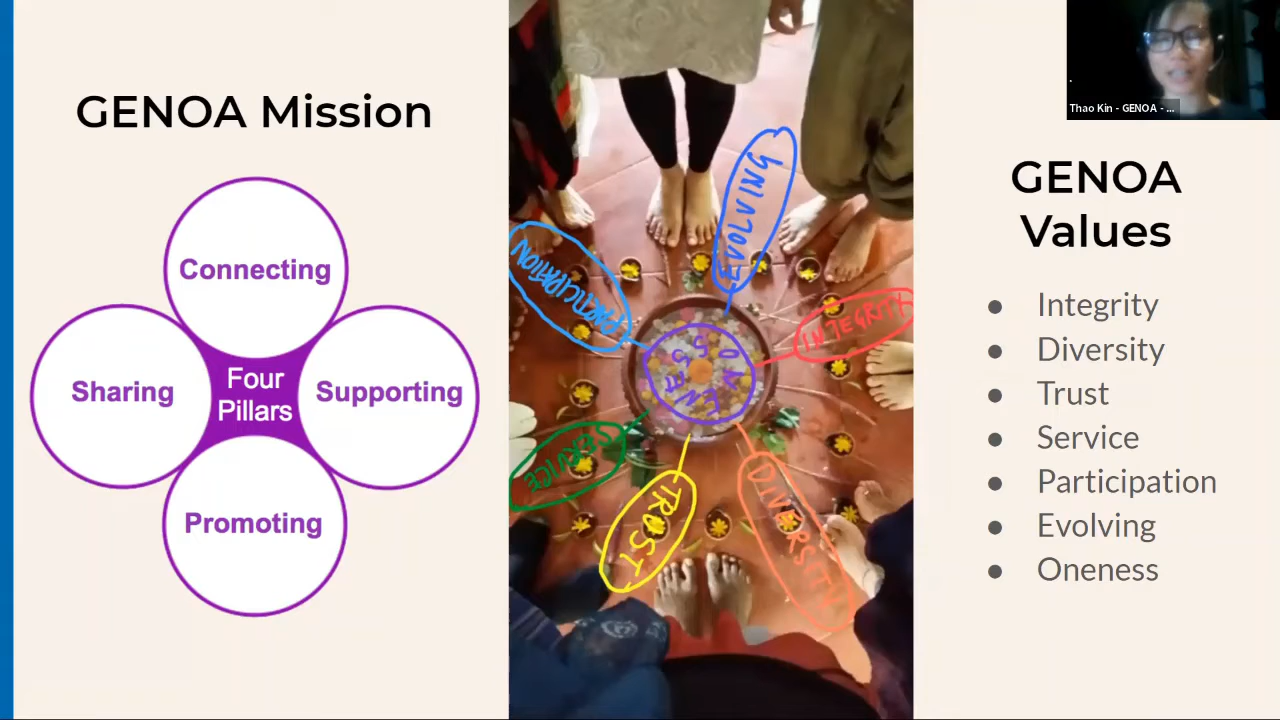 GENOA Mission
Connecting
Sharing
Four
Pillars
Supporting
Promoting
EVOLVING
PARTICIPATION
INTEGRITY
ONENESS
SERVICE
TRUST
DIVERSITY
Thao Kin - GENOA - ...
GENOA
Values
● Integrity
● Diversity
● Trust
● Service
● Participation
● Evolving
● Oneness